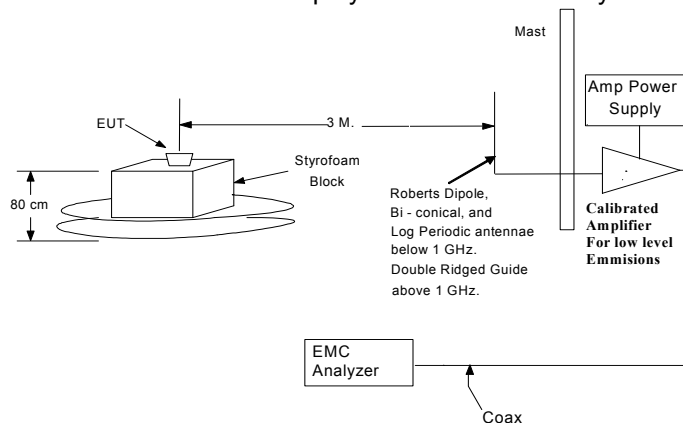 Mast
Amp Power
Supply
EUT
3 M.
Styrofoam
Block
80 cm
Roberts Dipole,
Bi - conical, and
Log Periodic antennae
below 1 GHz.
Double Ridged Guide
above 1 GHz.
Calibrated
Amplifier
For low level
Emmisions
EMC
Analyzer
Coax